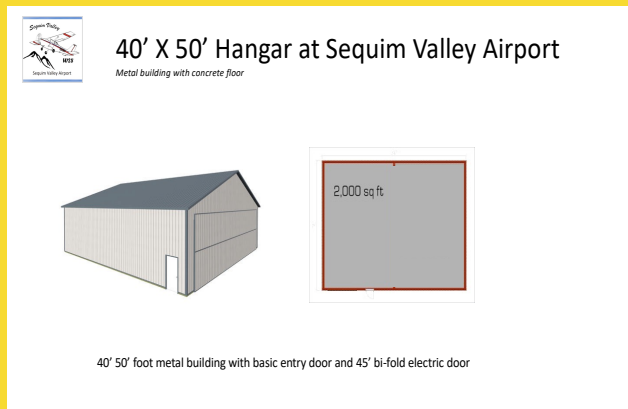 Sequim Valley
W28
Sequim Valley Airport
40’ X 50’ Hangar at Sequim Valley Airport
Metal building with concrete floor
2,000 sq ft
40’ 50’ foot metal building with basic entry door and 45’ bi-fold electric door